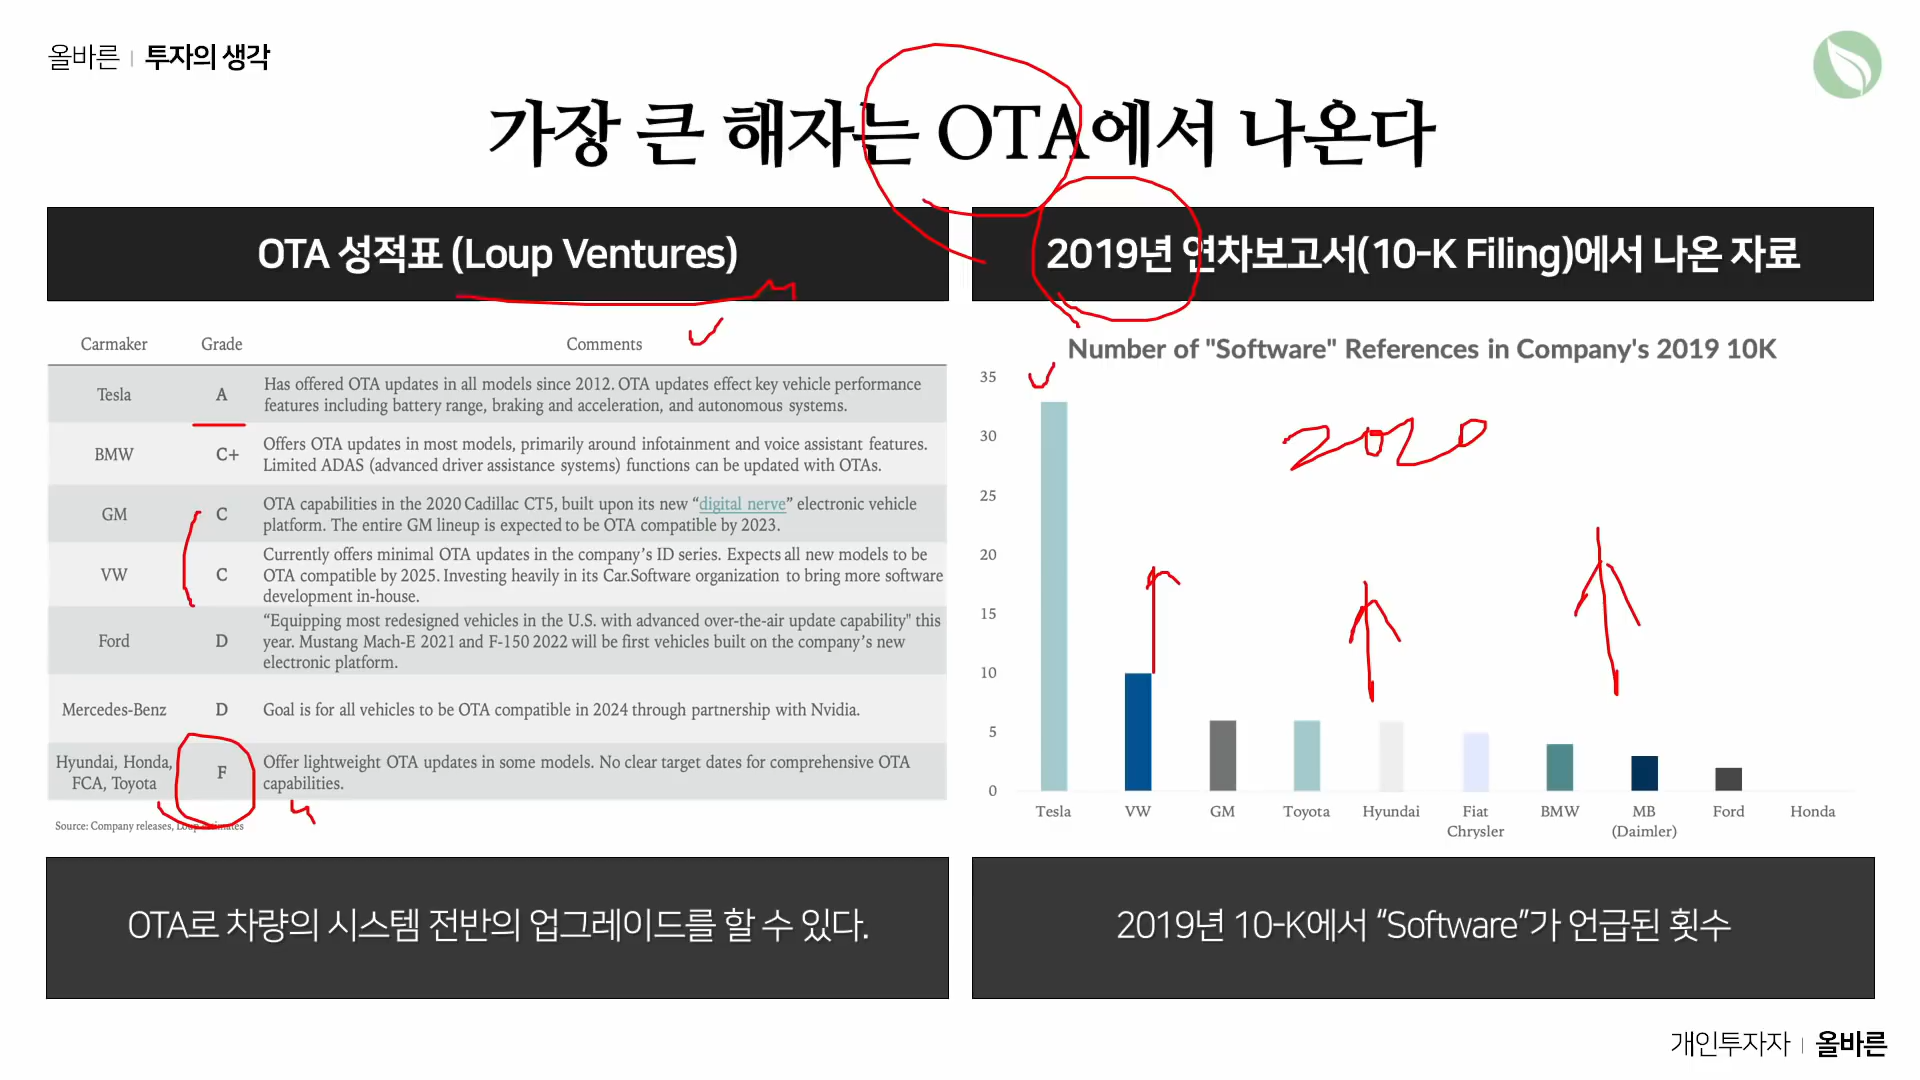 올바른 | 투자의 생각
가장 큰 해자는 OTA에서 나온다
OTA 성적표 (Loup Ventures)
Carmaker Grade Comments
Tesla A Has offered OTA updates in all models since 2012. OTA updates effect key vehicle performance
features including battery range, braking and acceleration, and autonomous systems.
BMW C+ Offers OTA updates in most models, primarily around infotainment and voice assistant features.
Limited ADAS (advanced driver assistance systems) functions can be updated with OTAs.
GM C OTA capabilities in the 2020 Cadillac CT5, built upon its new “digital nerve” electronic vehicle
platform. The entire GM lineup is expected to be OTA compatible by 2023.
VW C Currently offers minimal OTA updates in the company’s ID series. Expects all new models to be
OTA compatible by 2025. Investing heavily in its Car.Software organization to bring more software
development in-house.
Ford D “Equipping most redesigned vehicles in the U.S. with advanced over-the-air update capability" this
year. Mustang Mach-E 2021 and F-150 2022 will be first vehicles built on the company’s new
electronic platform.
Mercedes-Benz D Goal is for all vehicles to be OTA compatible in 2024 through partnership with Nvidia.
Hyundai, Honda,
FCA, Toyota F Offer lightweight OTA updates in some models. No clear target dates for comprehensive OTA
capabilities.
Source: Company releases, Loup estimates
OTA로 차량의 시스템 전반의 업그레이드를 할 수 있다.
2019년 연차보고서(10-K Filing)에서 나온 자료
Number of "Software" References in Company's 2019 10K
2020
35
30
25
20
15
10
5
0
Tesla VW GM Toyota Hyundai Fiat Chrysler BMW MB (Daimler) Ford Honda
2019년 10-K에서 “Software”가 언급된 횟수
개인투자자 | 올바른